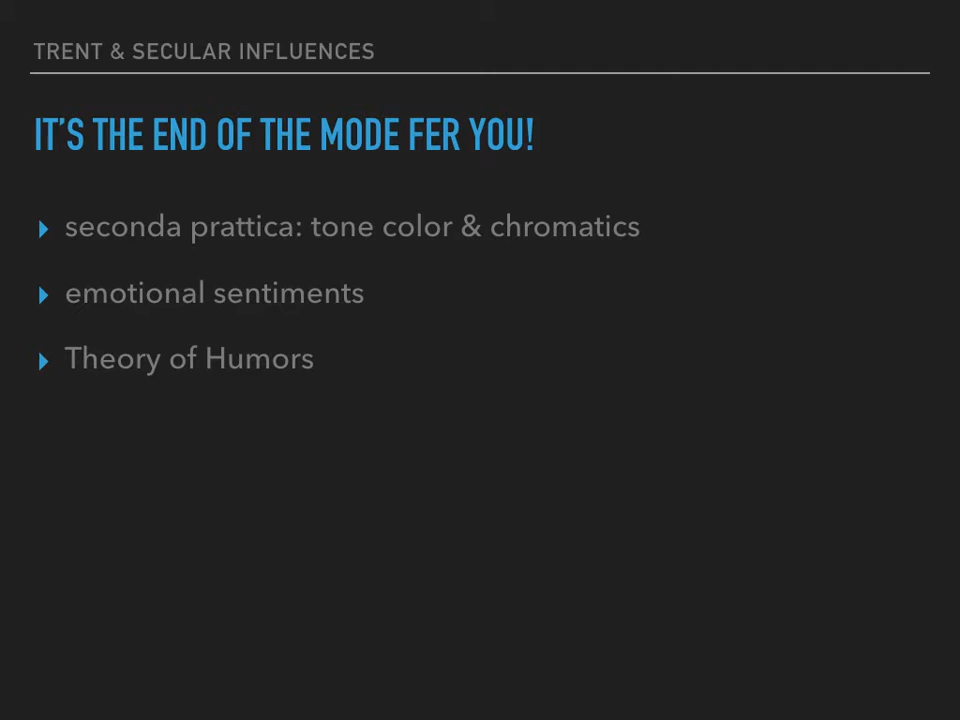 TRENT & SECULAR INFLUENCES
IT’S THE END OF THE MODE FER YOU!
seconda prattica: tone color & chromatics
emotional sentiments
Theory of Humors